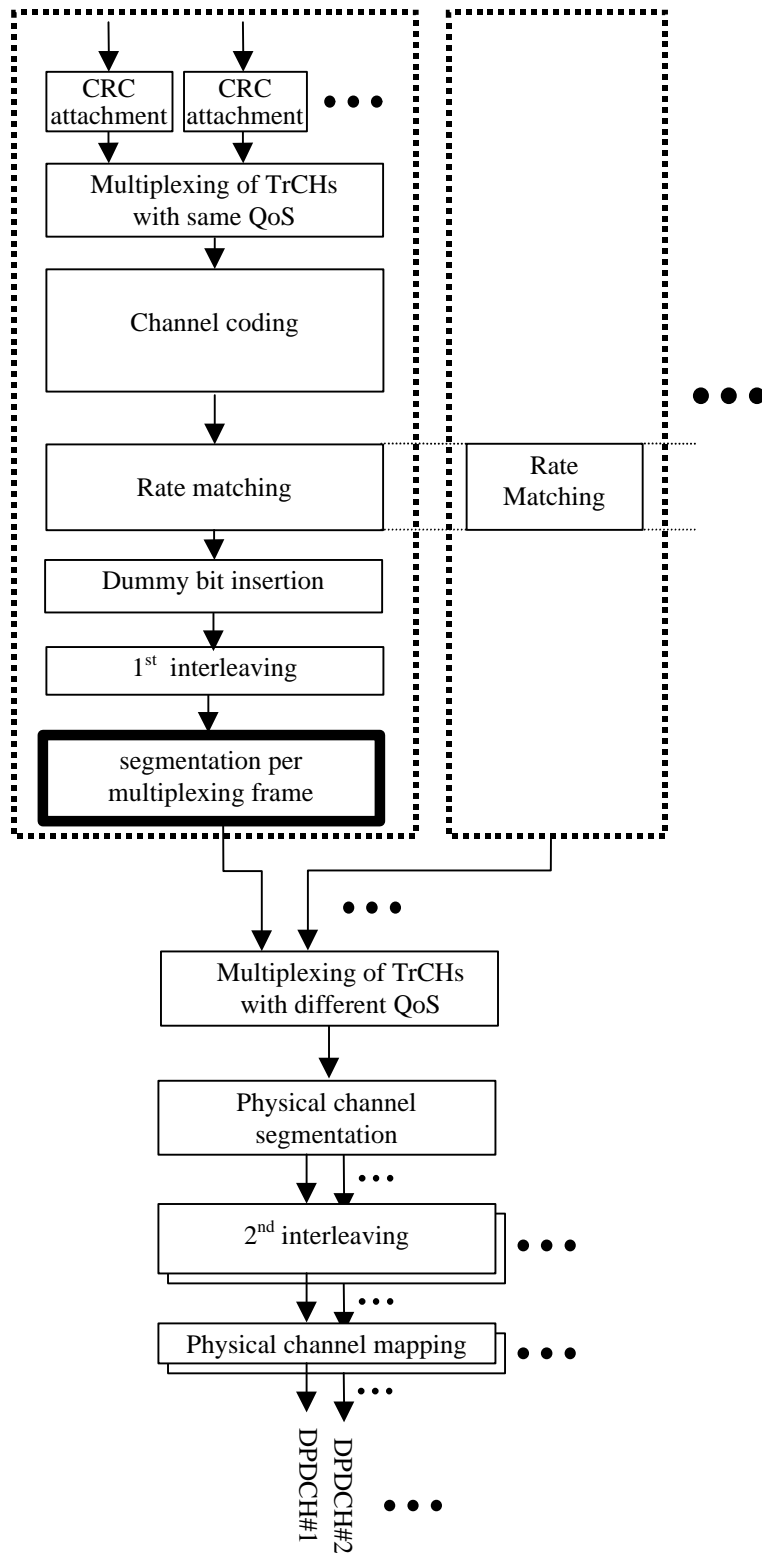 CRC
attachment
CRC
attachment
Multiplexing of TrCHs
with same QoS
Channel coding
Rate matching
Rate
Matching
Dummy bit insertion
1st interleaving
segmentation per
multiplexing frame
Multiplexing of TrCHs
with different QoS
Physical channel
segmentation
2nd interleaving
Physical channel mapping
DPDCH#1
DPDCH#2